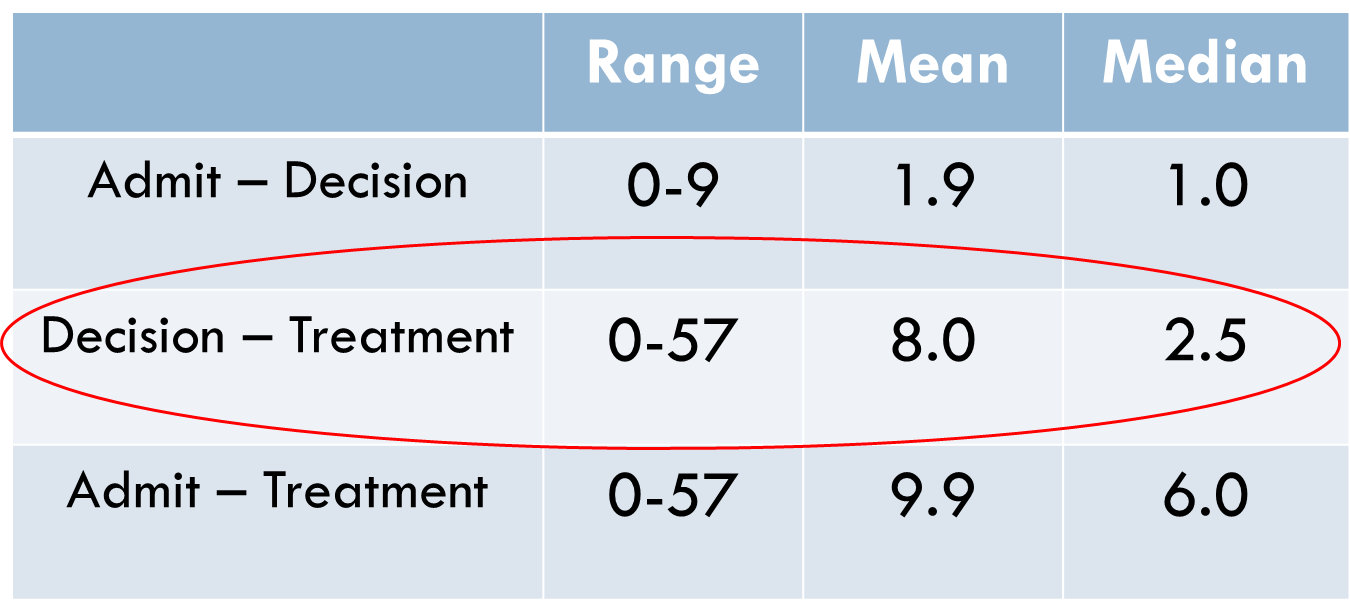 Range Mean Median
Admit – Decision 0-9 1.9 1.0
Decision – Treatment 0-57 8.0 2.5
Admit – Treatment 0-57 9.9 6.0